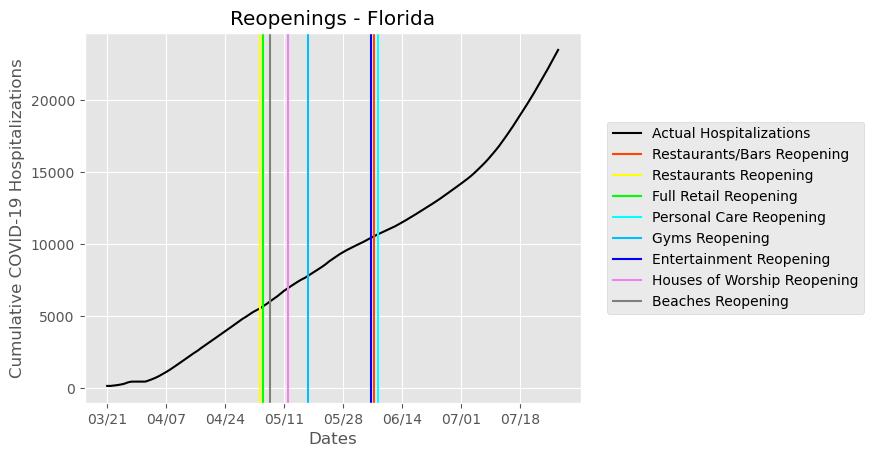 Reopenings - Florida
Cumulative COVID-19 Hospitalizations
20000
15000
10000
5000
0
03/21 04/07 04/24 05/11 05/28 06/14 07/01 07/18
Dates
Actual Hospitalizations
Restaurants/Bars Reopening
Restaurants Reopening
Full Retail Reopening
Personal Care Reopening
Gyms Reopening
Entertainment Reopening
Houses of Worship Reopening
Beaches Reopening